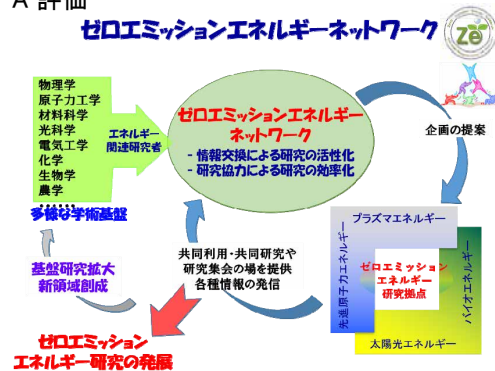 A 評価
ゼロエミッションエネルギーネットワーク
ze
物理学
原子力工学
材料科学
光科学
電気工学
化学
生物学
農学
……
多様な学術基盤
エネルギー
関連研究者
ゼロエミッションエネルギー
ネットワーク
- 情報交換による研究の活性化
- 研究協力による研究の効率化
企画の提案
プラズマエネルギー
先進原子力エネルギー
ゼロエミッション
エネルギー
研究拠点
バイオエネルギー
太陽光エネルギー
共同利用・共同研究や
研究集会の場を提供
各種情報の発信
基盤研究拡大
新領域創成
ゼロエミッション
エネルギー研究の発展